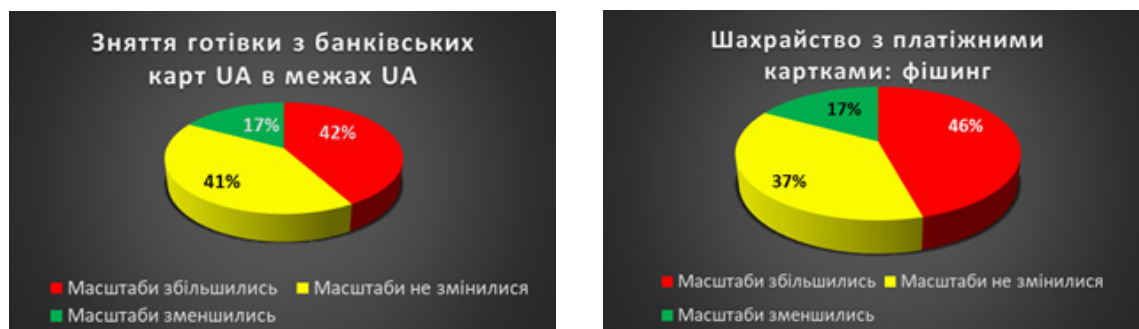 Зняття готівки з банківських
карт UA в межах UA
17%
42%
41%
Масштаби збільшились
Масштаби не змінилися
Масштаби зменшились
Шахрайство з платіжними
картками: фішинг
17%
46%
37%
Масштаби збільшились
Масштаби не змінилися
Масштаби зменшились